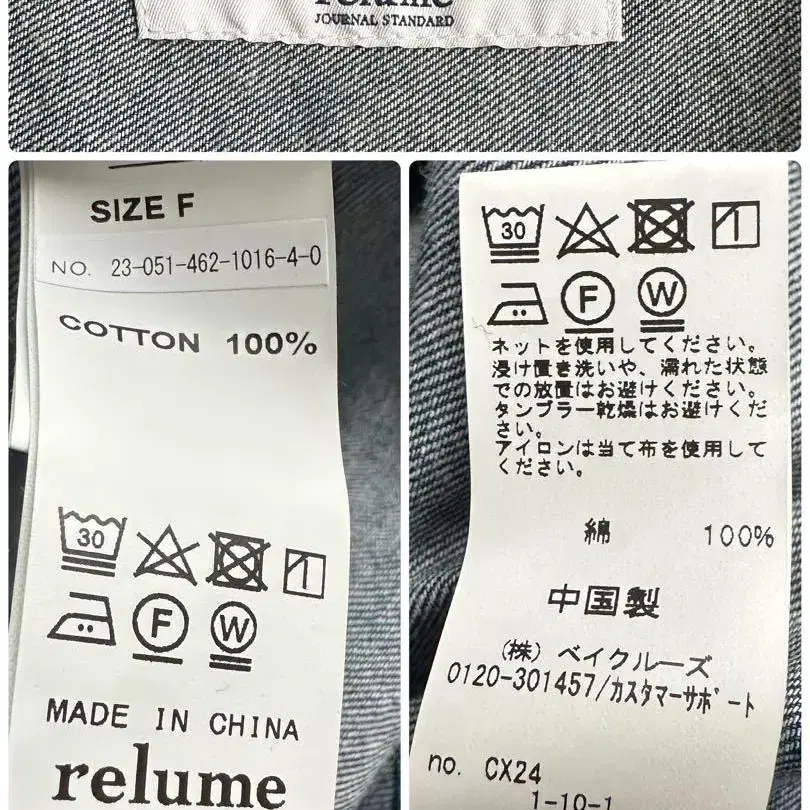 relume
JOURNAL STANDARD
SIZE F
NO. 23-051-462-1016-4-0
COTTON 100%
30
F
W
MADE IN CHINA
relume
30
F
W
ネットを使用してください。
浸け置き洗いや、濡れた状態
での放置はお避けください。
タンブラー乾燥はお避けくだ
さい。
アイロンは当て布を使用して
ください。
綿 100%
中国製
(株) ベイクルーズ
0120-301457/ｶｽﾀﾏｰｻﾎﾟｰﾄ
no. CX24
1-10-1